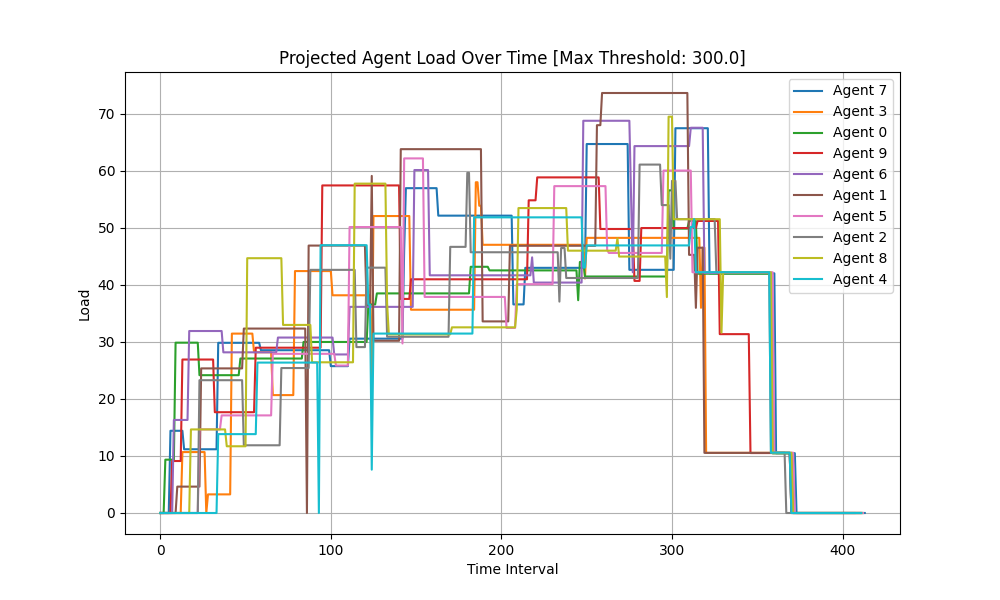 Projected Agent Load Over Time [Max Threshold: 300.0]
Load
70
60
50
40
30
20
10
0
0 100 200 300 400
Time Interval
Agent 7
Agent 3
Agent 0
Agent 9
Agent 6
Agent 1
Agent 5
Agent 2
Agent 8
Agent 4